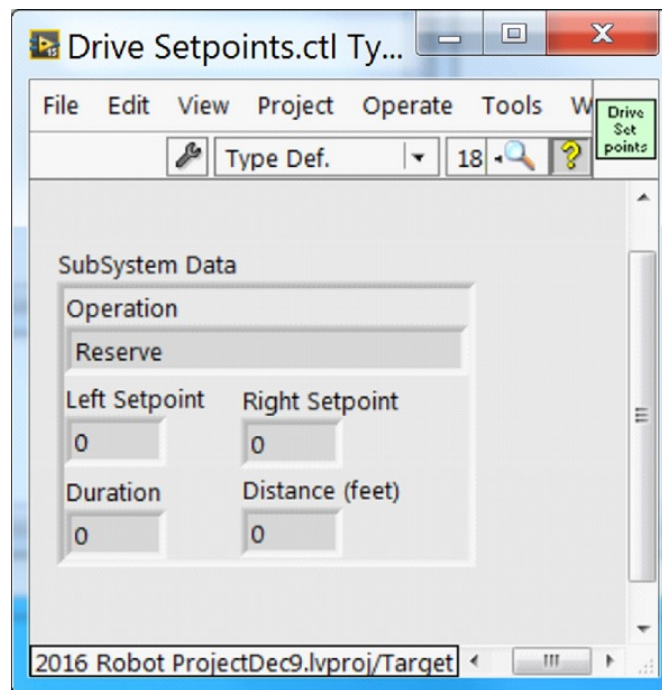 Drive Setpoints.ctl Ty...
File Edit View Project Operate Tools W
Drive
Set
points
Type Def. 18
SubSystem Data
Operation
Reserve
Left Setpoint Right Setpoint
0 0
Duration Distance (feet)
0 0
2016 Robot ProjectDec9.lvproj/Target